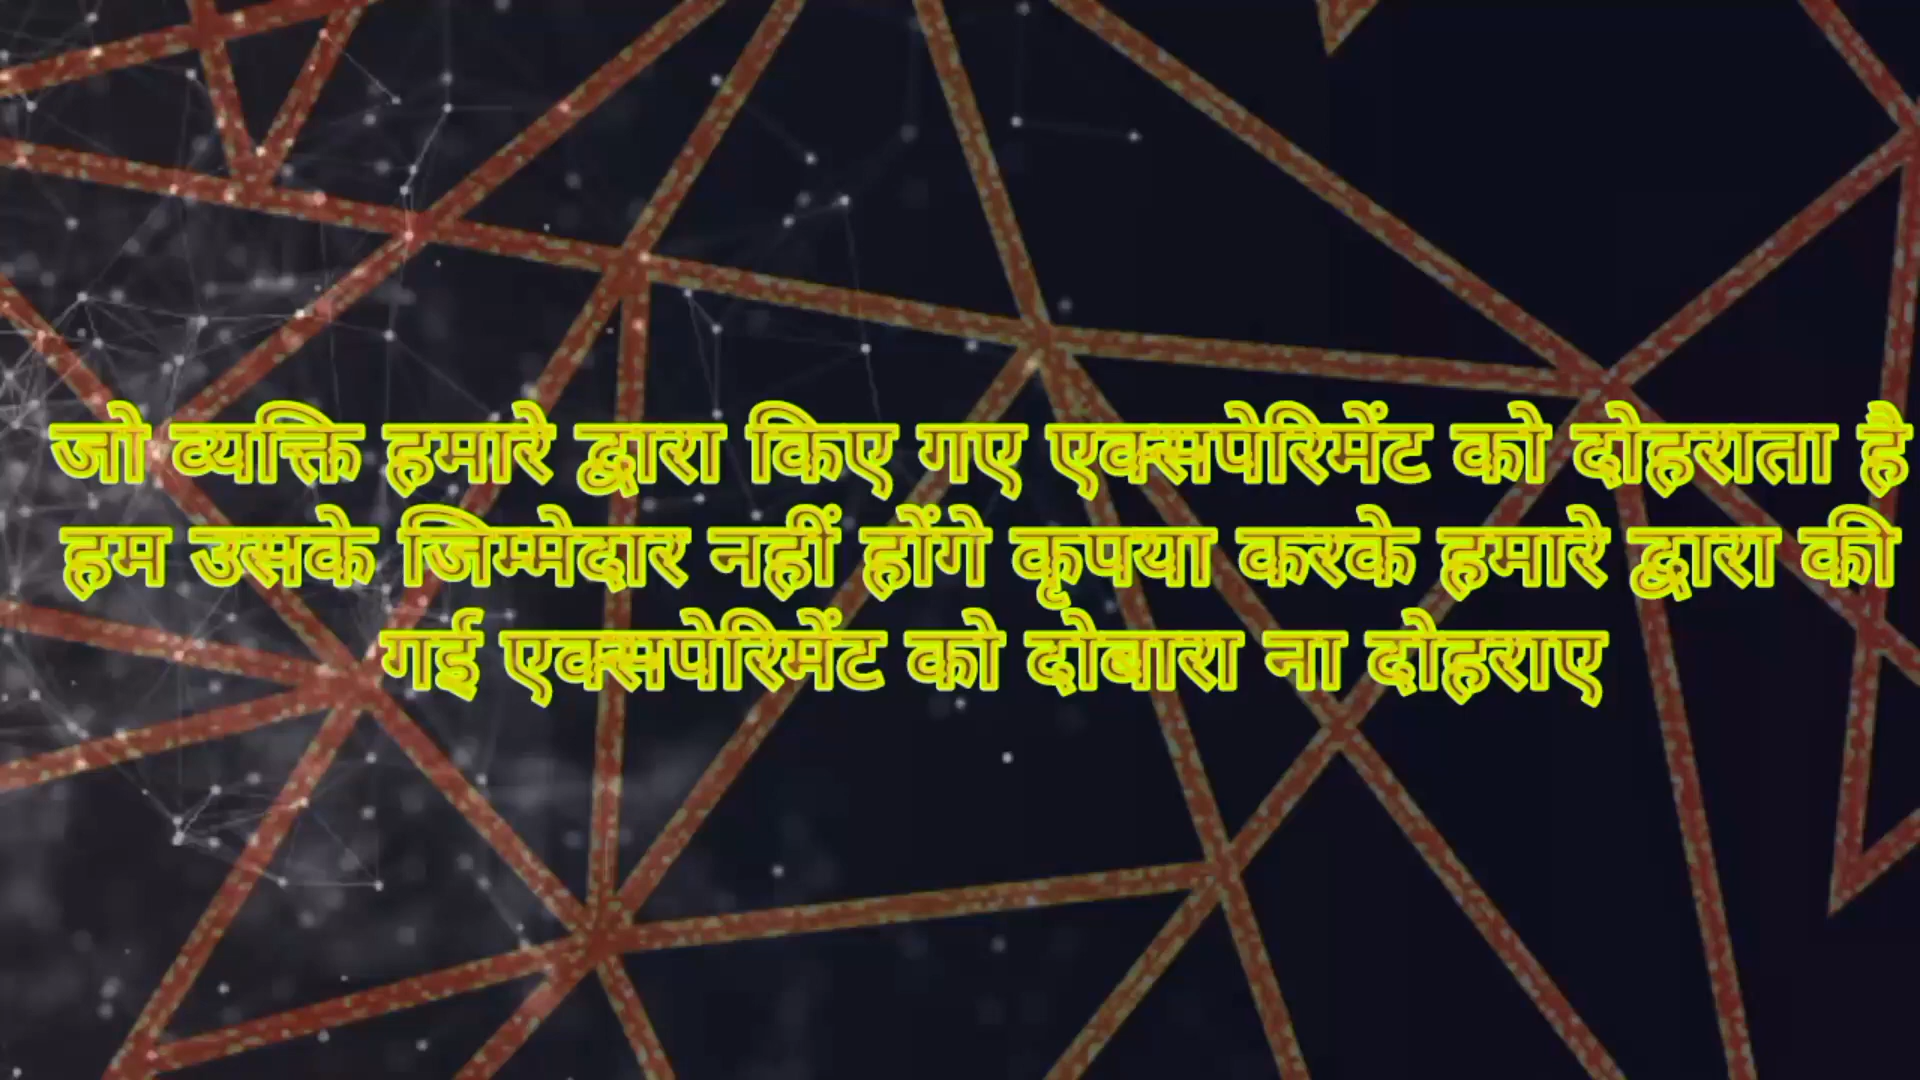 जो व्यक्ति हमारे द्वारा किए गए एक्सपेरिमेंट को दोहराता है
हम उसके जिम्मेदार नहीं होंगे कृपया करके हमारे द्वारा की
गई एक्सपेरिमेंट को दोबारा ना दोहराए